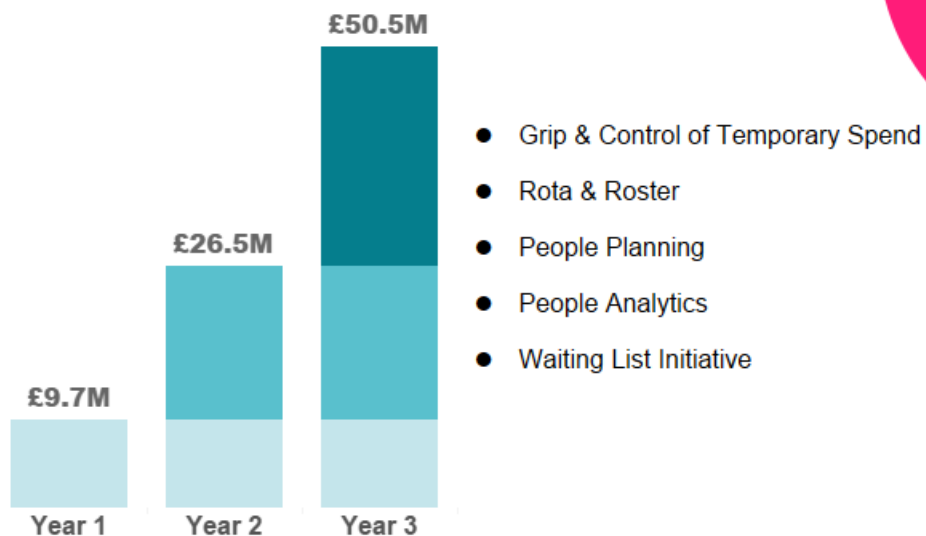 £50.5M
£26.5M
£9.7M
Year 1
Year 2
Year 3
● Grip & Control of Temporary Spend
● Rota & Roster
● People Planning
● People Analytics
● Waiting List Initiative